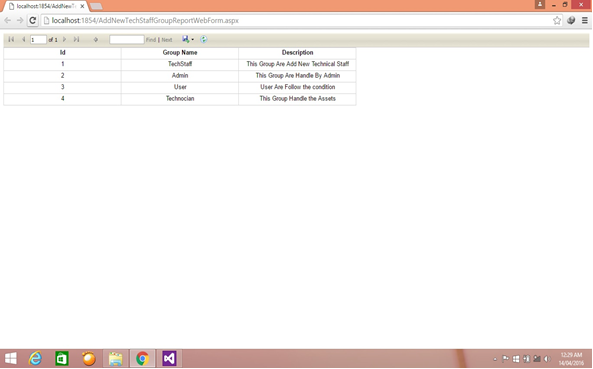 localhost:1854/AddNewT
localhost:1854/AddNewTechStaffGroupReportWebForm.aspx
1 of 1 Find | Next
Id Group Name Description
1 TechStaff This Group Are Add New Technical Staff
2 Admin This Group Are Handle By Admin
3 User User Are Follow the condition
4 Technocian This Group Handle the Assets
12:29 AM
14/04/2016